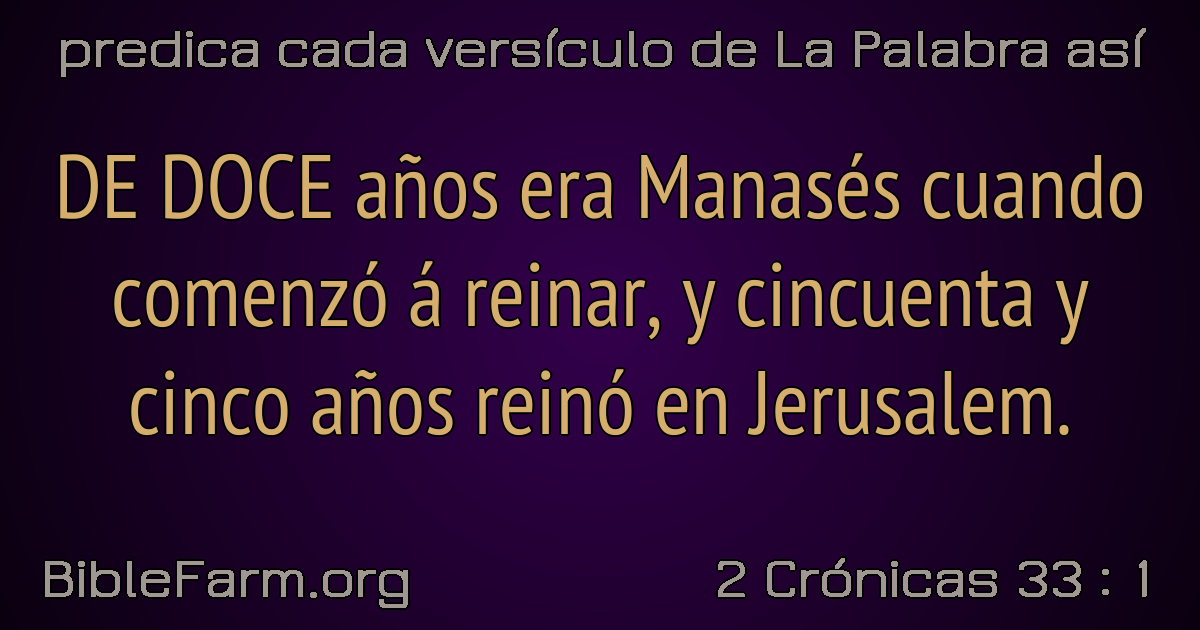 predica cada versículo de La Palabra así
DE DOCE años era Manasés cuando
comenzó á reinar, y cincuenta y
cinco años reinó en Jerusalem.
BibleFarm.org
2 Crónicas 33 : 1